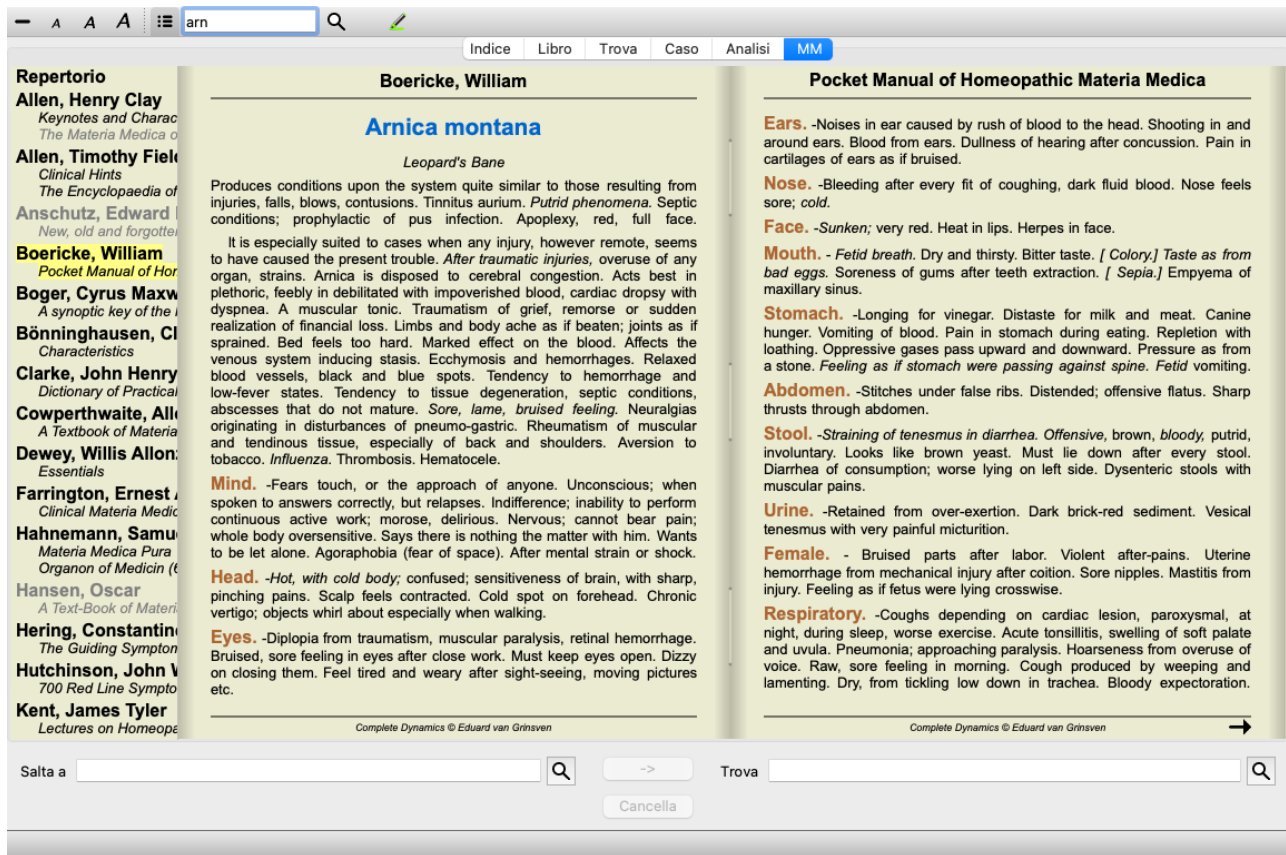 A A A arn
Indice Libro Trova Caso Analisi MM
Repertorio
Allen, Henry Clay
Keynotes and Charac
The Materia Medica o
Allen, Timothy Field
Clinical Hints
The Encyclopaedia of
Anschutz, Edward
New, old and forgotte
Boericke, William
Pocket Manual of Hor
Boger, Cyrus Maxw
A synoptic key of the
Bönninghausen, Cl
Characteristics
Clarke, John Henry
Dictionary of Practical
Cowperthwaite, Alle
A Textbook of Materia
Dewey, Willis Allon
Essentials
Farrington, Ernest
Clinical Materia Medic
Hahnemann, Samu
Materia Medica Pura
Organon of Medicin (6
Hansen, Oscar
A Text-Book of Materi
Hering, Constantin
The Guiding Sympton
Hutchinson, John W
700 Red Line Sympto
Kent, James Tyler
Lectures on Homeopa
Boericke, William
Arnica montana
Leopard's Bane
Produces conditions upon the system quite similar to those resulting from
injuries, falls, blows, contusions. Tinnitus aurium. Putrid phenomena. Septic
conditions; prophylactic of pus infection. Apoplexy, red, full face.
It is especially suited to cases when any injury, however remote, seems
to have caused the present trouble. After traumatic injuries, overuse of any
organ, strains. Arnica is disposed to cerebral congestion. Acts best in
plethoric, feebly in debilitated with impoverished blood, cardiac dropsy with
dyspnea. A muscular tonic. Traumatism of grief, remorse or sudden
realization of financial loss. Limbs and body ache as if beaten; joints as if
sprained. Bed feels too hard. Marked effect on the blood. Affects the
venous system inducing stasis. Ecchymosis and hemorrhages. Relaxed
blood vessels, black and blue spots. Tendency to hemorrhage and
low-fever states. Tendency to tissue degeneration, septic conditions,
abscesses that do not mature. Sore, lame, bruised feeling. Neuralgias
originating in disturbances of pneumo-gastric. Rheumatism of muscular
and tendinous tissue, especially of back and shoulders. Aversion to
tobacco. Influenza. Thrombosis. Hematocele.
Mind. -Fears touch, or the approach of anyone. Unconscious; when
spoken to answers correctly, but relapses. Indifference; inability to perform
continuous active work; morose, delirious. Nervous; cannot bear pain;
whole body oversensitive. Says there is nothing the matter with him. Wants
to be let alone. Agoraphobia (fear of space). After mental strain or shock.
Head. -Hot, with cold body; confused; sensitiveness of brain, with sharp,
pinching pains. Scalp feels contracted. Cold spot on forehead. Chronic
vertigo; objects whirl about especially when walking.
Eyes. -Diplopia from traumatism, muscular paralysis, retinal hemorrhage.
Bruised, sore feeling in eyes after close work. Must keep eyes open. Dizzy
on closing them. Feel tired and weary after sight-seeing, moving pictures
etc.
Complete Dynamics © Eduard van Grinsven
Pocket Manual of Homeopathic Materia Medica
Ears. -Noises in ear caused by rush of blood to the head. Shooting in and
around ears. Blood from ears. Dullness of hearing after concussion. Pain in
cartilages of ears as if bruised.
Nose. -Bleeding after every fit of coughing, dark fluid blood. Nose feels
sore; cold.
Face. -Sunken; very red. Heat in lips. Herpes in face.
Mouth. - Fetid breath. Dry and thirsty. Bitter taste. [ Colory.] Taste as from
bad eggs. Soreness of gums after teeth extraction. [ Sepia.] Empyema of
maxillary sinus.
Stomach. -Longing for vinegar. Distaste for milk and meat. Canine
hunger. Vomiting of blood. Pain in stomach during eating. Repletion with
loathing. Oppressive gases pass upward and downward. Pressure as from
a stone. Feeling as if stomach were passing against spine. Fetid vomiting.
Abdomen. -Stitches under false ribs. Distended; offensive flatus. Sharp
thrusts through abdomen.
Stool. -Straining of tenesmus in diarrhea. Offensive, brown, bloody, putrid,
involuntary. Looks like brown yeast. Must lie down after every stool.
Diarrhea of consumption; worse lying on left side. Dysenteric stools with
muscular pains.
Urine. -Retained from over-exertion. Dark brick-red sediment. Vesical
tenesmus with very painful micturition.
Female. - Bruised parts after labor. Violent after-pains. Uterine
hemorrhage from mechanical injury after coition. Sore nipples. Mastitis from
injury. Feeling as if fetus were lying crosswise.
Respiratory. -Coughs depending on cardiac lesion, paroxysmal, at
night, during sleep, worse exercise. Acute tonsillitis, swelling of soft palate
and uvula. Pneumonia; approaching paralysis. Hoarseness from overuse of
voice. Raw, sore feeling in morning. Cough produced by weeping and
lamenting. Dry, from tickling low down in trachea. Bloody expectoration.
Complete Dynamics © Eduard van Grinsven
Salta a -> Trova
Cancella